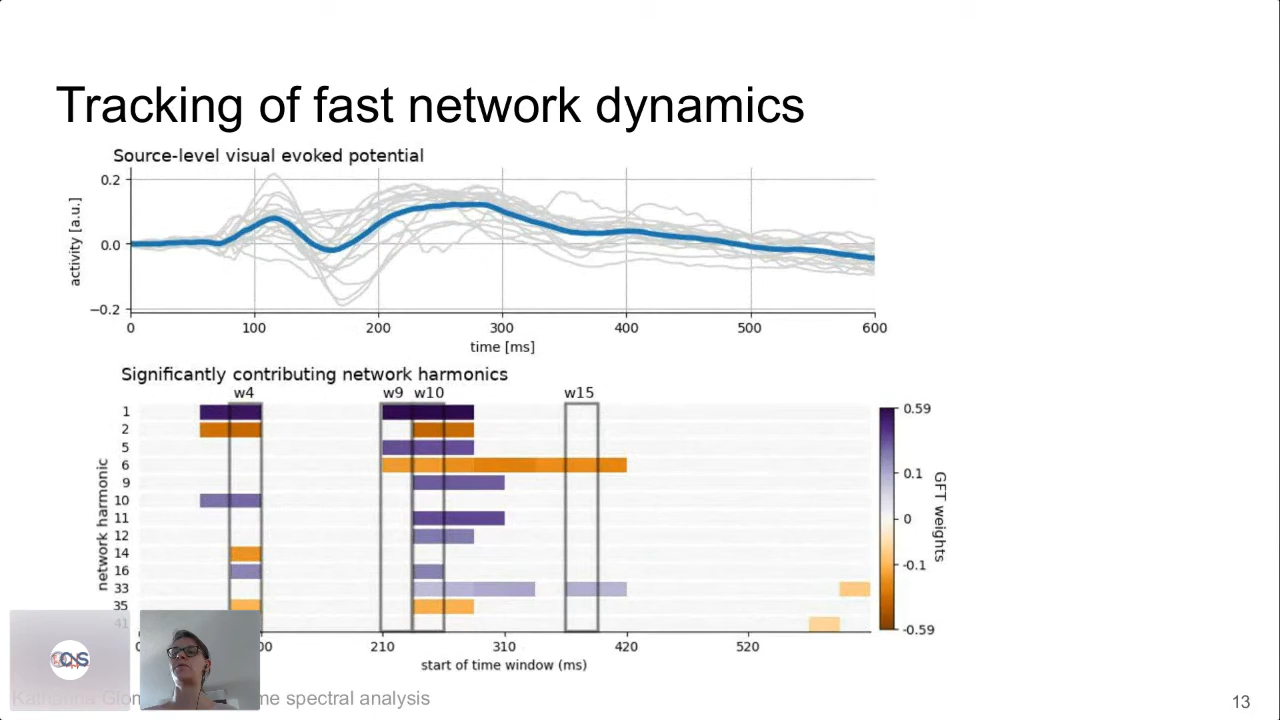 Tracking of fast network dynamics
Source-level visual evoked potential
activity [a.u.]
0.2
0.0
−0.2
0 100 200 300 400 500 600
time [ms]
Significantly contributing network harmonics
w4 w9 w10 w15
network harmonic
1
2
5
6
9
10
11
12
14
16
33
35
41
210 310 420 520
start of time window (ms)
0.59
0.1
0
-0.1
-0.59
GFT weights
spectral analysis
13